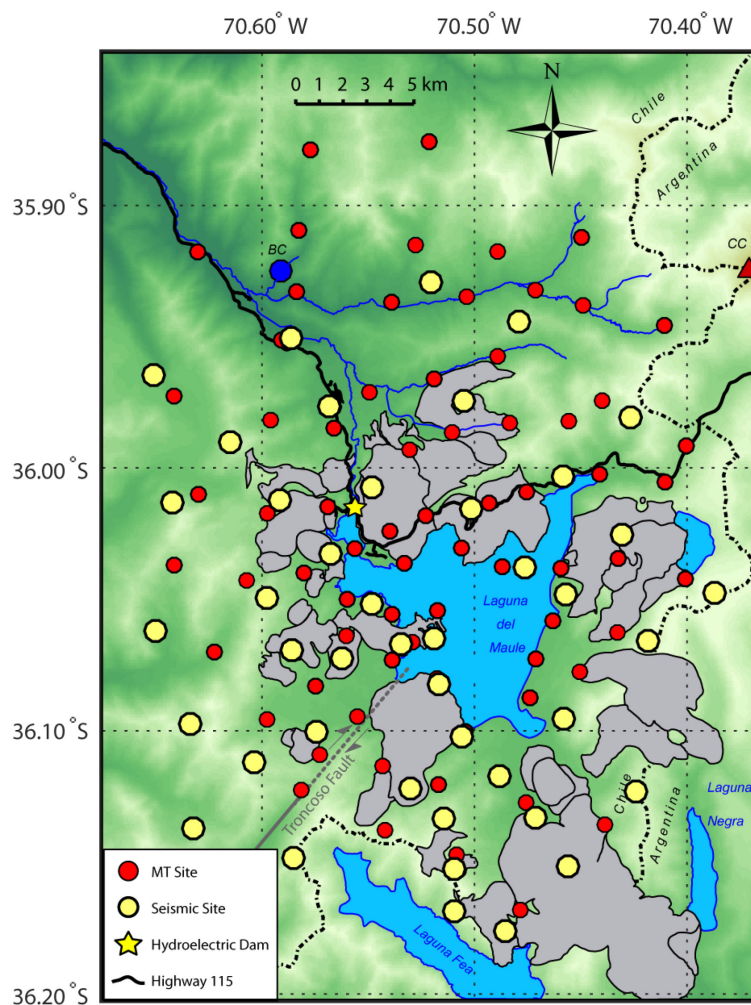 70.60°W 70.50°W 70.40°W
N
0 1 2 3 4 5 km
Chile
Argentina
35.90°S
BC
CC
36.00°S
Laguna
del
Maule
36.10°S
Troncoso Fault
Chile
Argentina
Laguna
Negra
MT Site
Seismic Site
Hydroelectric Dam
Highway 115
Laguna Fea
36.20°S